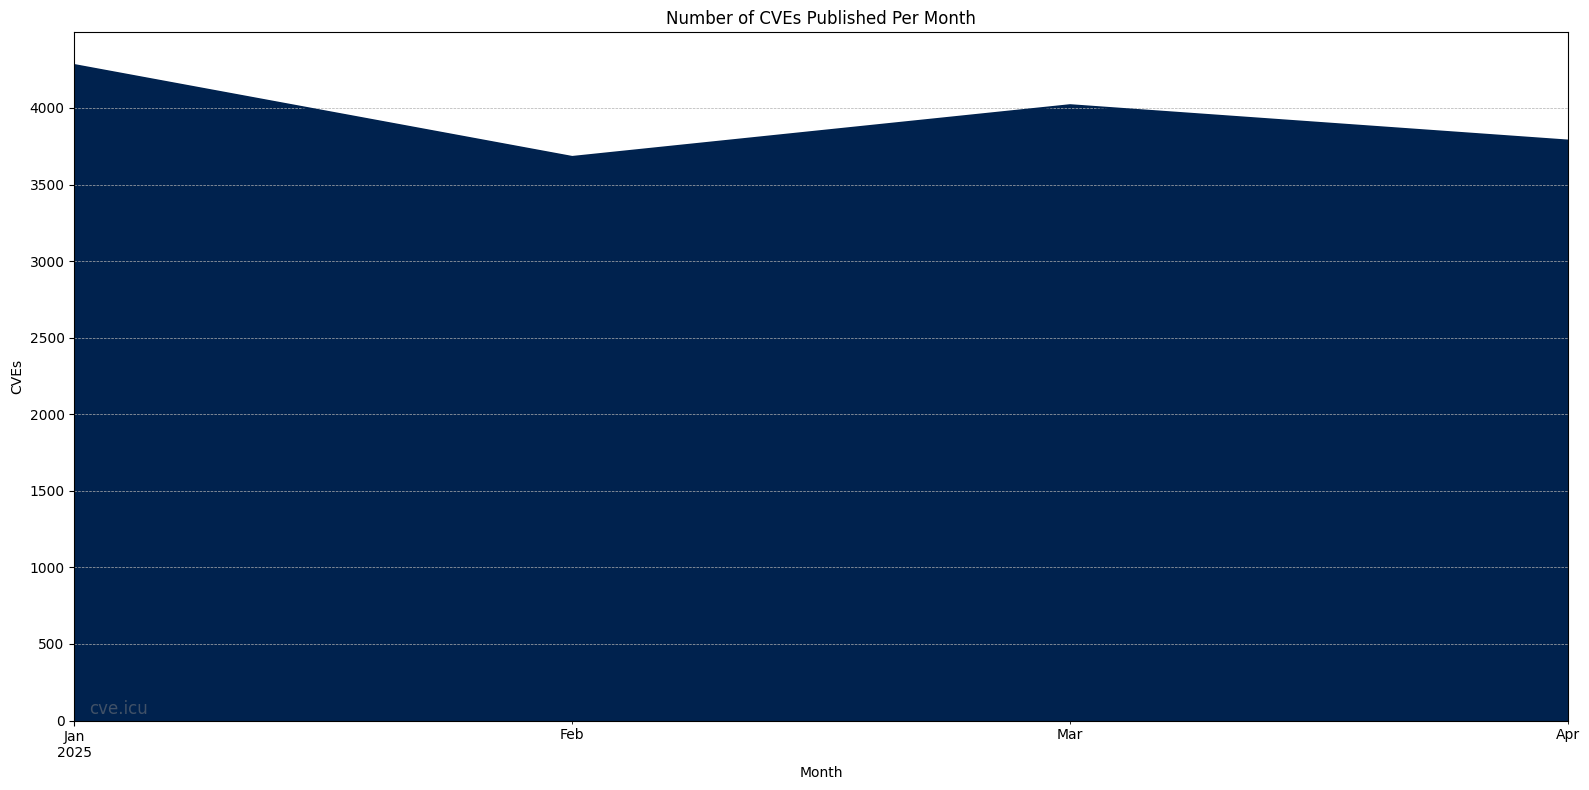 Number of CVEs Published Per Month
CVEs
4000
3500
3000
2500
2000
1500
1000
500
0
cve.icu
Jan
2025
Feb
Mar
Apr
Month